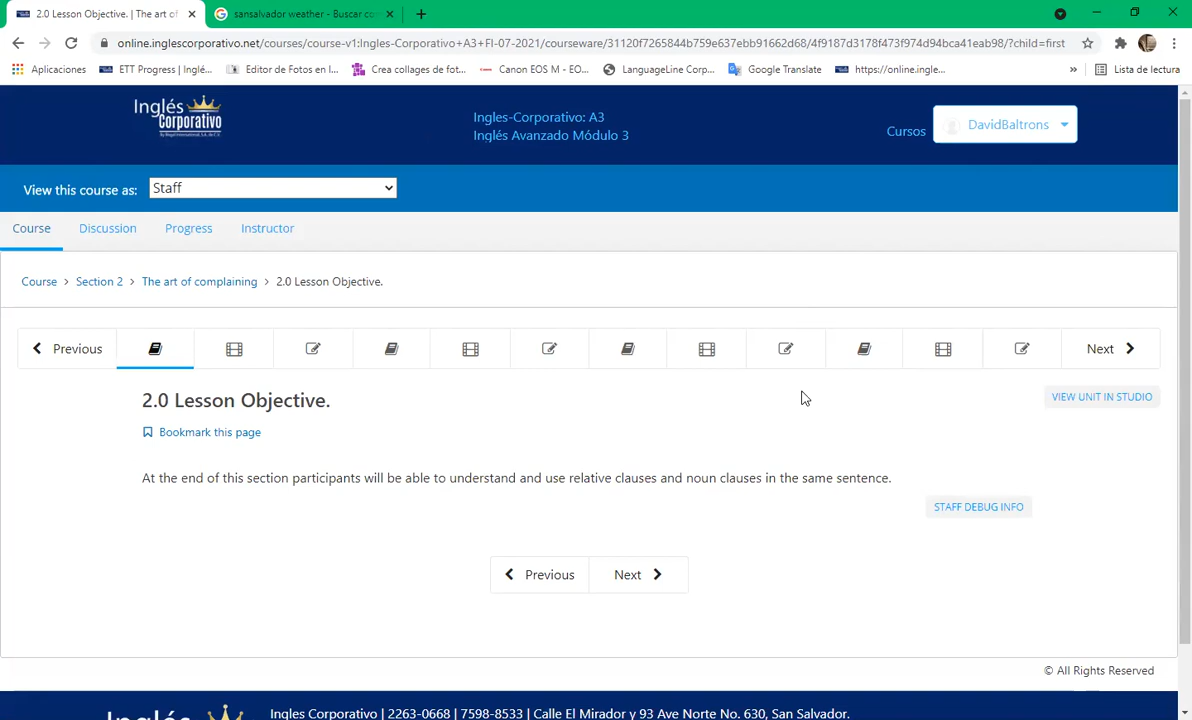 2.0 Lesson Objective. | The art of
sansalvador weather - Buscar co
online.inglescorporativo.net/courses/course-v1:Ingles-Corporativo+A3+FI-07-2021/courseware/31120f7265844b759e637ebb91662d68/4f9187d3178f473f974d94bca41eab98/?child=first
Aplicaciones
ETT Progress | Inglé...
Editor de Fotos en l...
Crea collages de fot...
Canon EOS M - EO...
LanguageLine Corp...
Google Translate
https://online.ingle...
»
Lista de lectura
Inglés
Corporativo
Ingles-Corporativo: A3
Inglés Avanzado Módulo 3
Cursos
DavidBaltrons
View this course as:
Staff
Course
Discussion
Progress
Instructor
Course > Section 2 > The art of complaining > 2.0 Lesson Objective.
Previous
Next
2.0 Lesson Objective.
VIEW UNIT IN STUDIO
Bookmark this page
At the end of this section participants will be able to understand and use relative clauses and noun clauses in the same sentence.
STAFF DEBUG INFO
Previous
Next
© All Rights Reserved
Ingles Corporativo | 2263-0668 | 7598-8533 | Calle El Mirador y 93 Ave Norte No. 630, San Salvador.